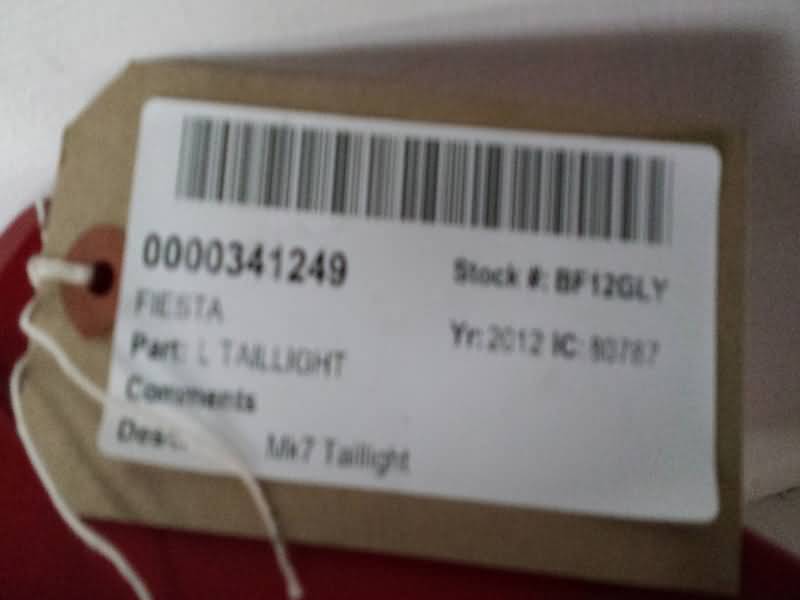 0000341249
Stock #: BF12GLY
FIESTA
Yr: 2012 IC: 80787
Part: L TAILLIGHT
Comments
Mk7 Taillight